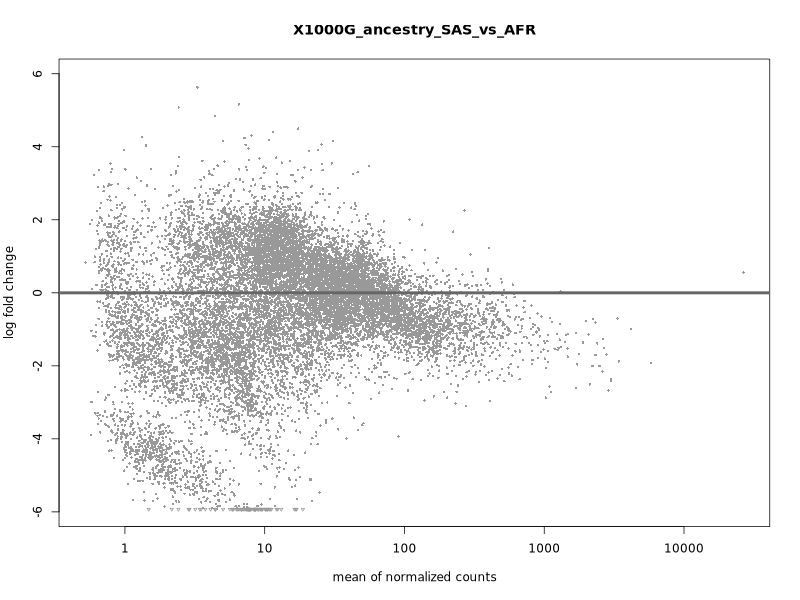 X1000G_ancestry_SAS_vs_AFR
6
4
2
0
-2
-4
-6
log fold change
1 10 100 1000 10000
mean of normalized counts